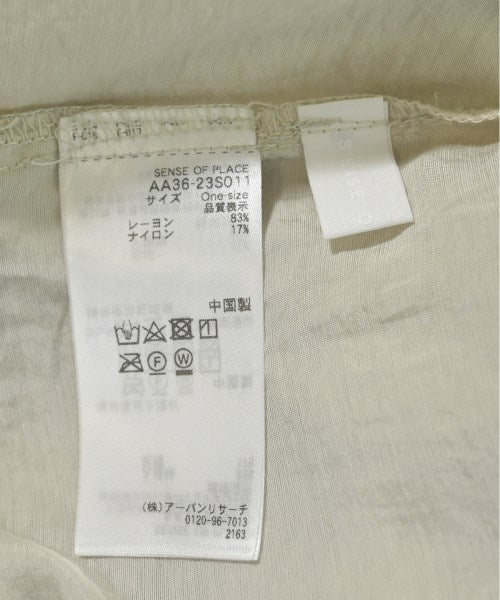 SENSE OF PLACE
AA36-23S011
サイズ One size
品質表示
レーヨン 83%
ナイロン 17%
中国製
F
W
(株)アーバンリサーチ
0120-96-7013
2163